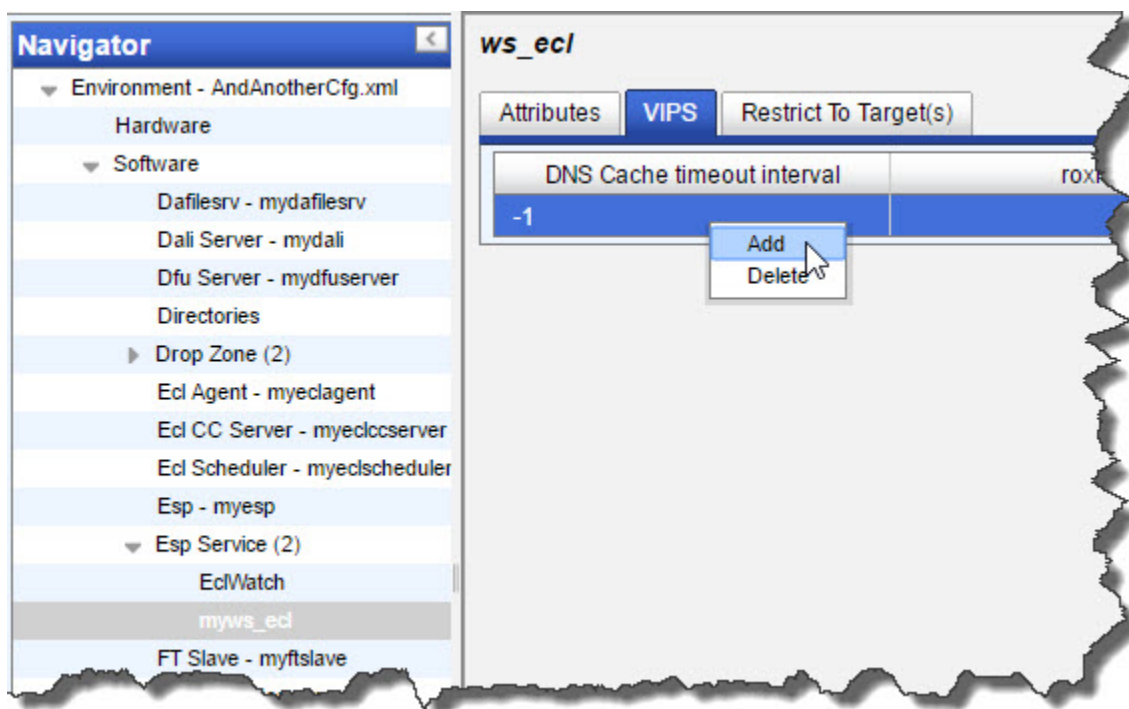 Navigator
Environment - AndAnotherCfg.xml
Hardware
Software
Dafilesrv - mydafilesrv
Dali Server - mydali
Dfu Server - mydfuserver
Directories
Drop Zone (2)
Ecl Agent - myeclagent
Ecl CC Server - myeclccserver
Ecl Scheduler - myeclscheduler
Esp - myesp
Esp Service (2)
EclWatch
myws_ecl
FT Slave - myftslave
ws_ecl
Attributes VIPS Restrict To Target(s)
DNS Cache timeout interval
-1
Add
Delete